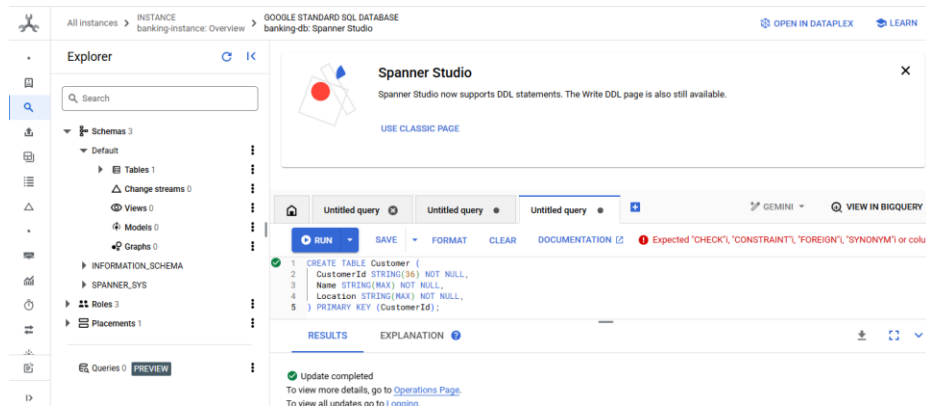 All instances
INSTANCE
banking-instance: Overview
GOOGLE STANDARD SQL DATABASE
banking-db: Spanner Studio
OPEN IN DATAPLEX
LEARN
Explorer
Search
Schemas 3
Default
Tables 1
Change streams 0
Views 0
Models 0
Graphs 0
INFORMATION_SCHEMA
SPANNER_SYS
Roles 3
Placements 1
Queries 0 PREVIEW
Spanner Studio
Spanner Studio now supports DDL statements. The Write DDL page is also still available.
USE CLASSIC PAGE
Untitled query
Untitled query
Untitled query
GEMINI
VIEW IN BIGQUERY
RUN
SAVE
FORMAT
CLEAR
DOCUMENTATION
Expected "CHECK"i, "CONSTRAINT"i, "FOREIGN"i, "SYNONYM"i or colu
1 CREATE TABLE Customer (
2 CustomerId STRING(36) NOT NULL,
3 Name STRING(MAX) NOT NULL,
4 Location STRING(MAX) NOT NULL,
5 ) PRIMARY KEY (CustomerId);
RESULTS
EXPLANATION
Update completed
To view more details, go to Operations Page.
To view all updates go to Logging.